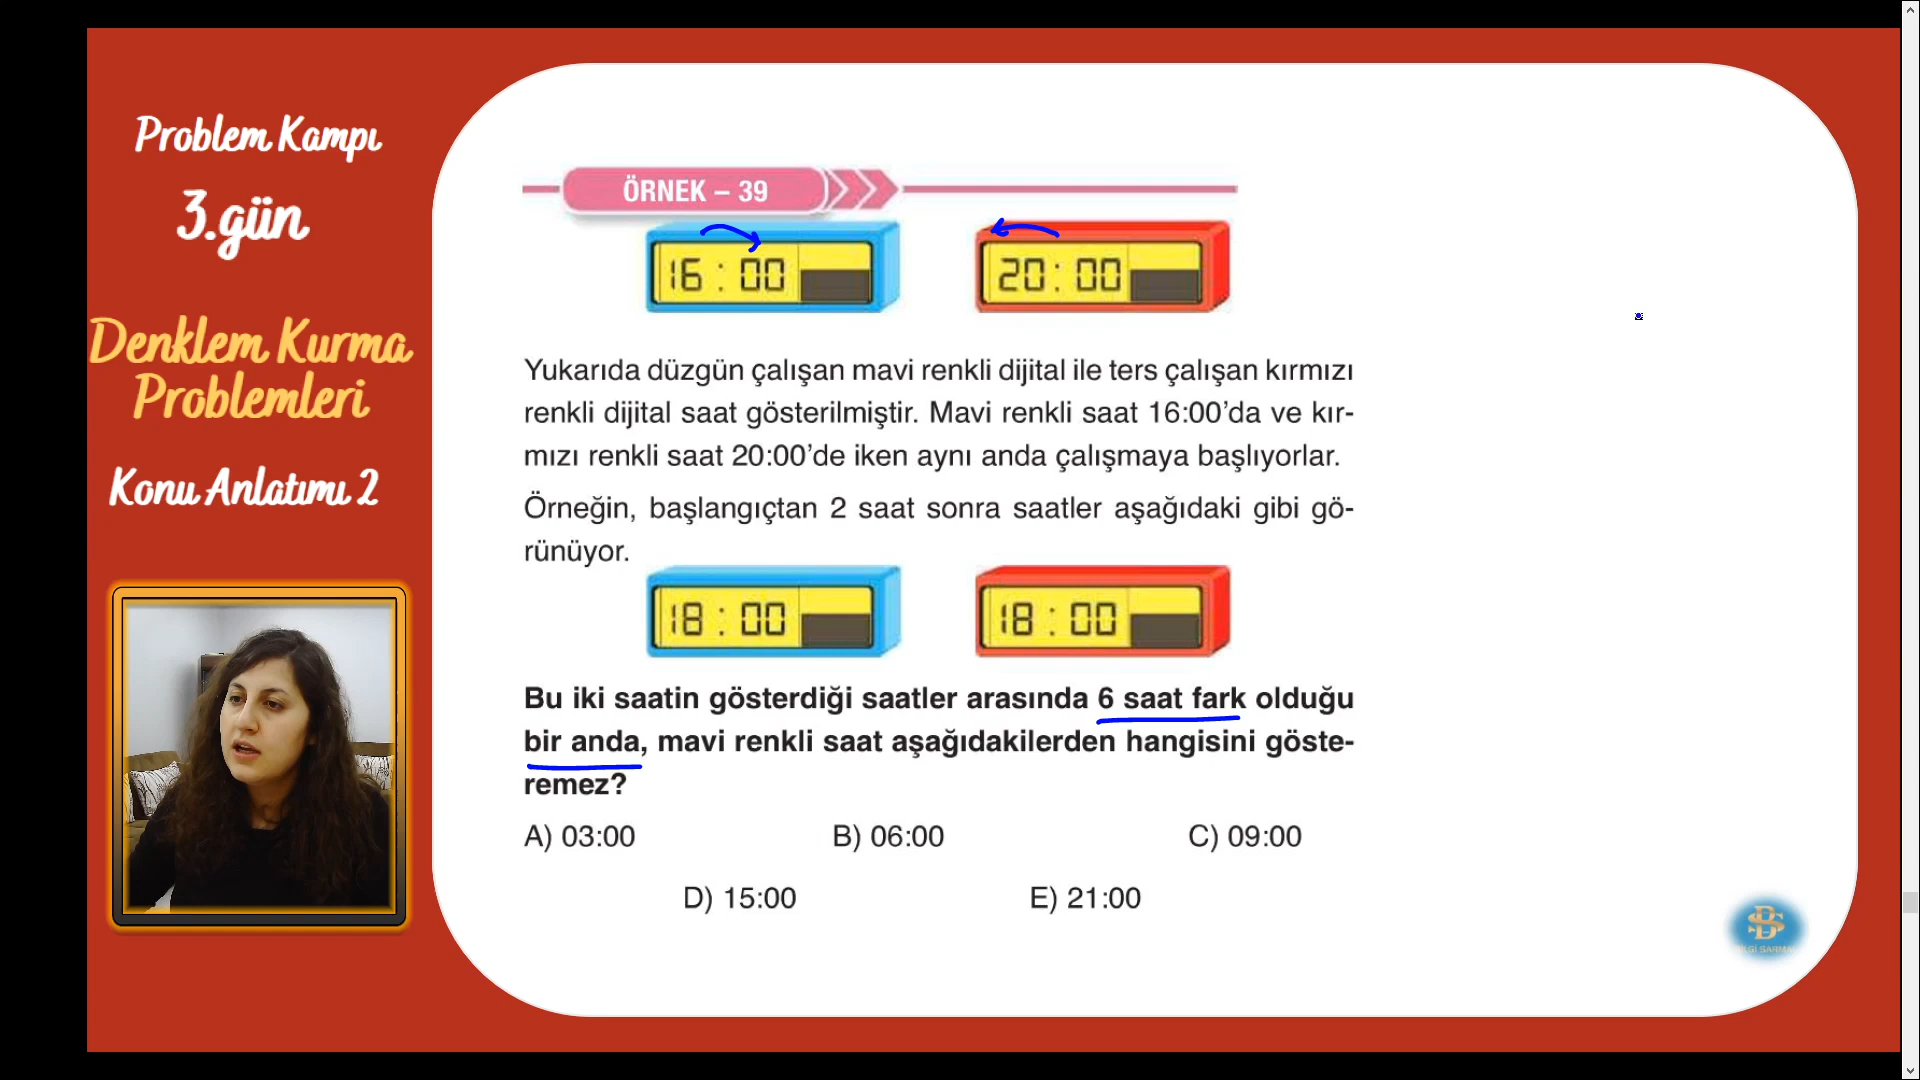 Problem Kampı
3.gün
Denklem Kurma
Problemleri
Konu Anlatımı 2
ÖRNEK – 39
16 : 00
20 : 00
Yukarıda düzgün çalışan mavi renkli dijital ile ters çalışan kırmızı
renkli dijital saat gösterilmiştir. Mavi renkli saat 16:00’da ve kır-
mızı renkli saat 20:00’de iken aynı anda çalışmaya başlıyorlar.
Örneğin, başlangıçtan 2 saat sonra saatler aşağıdaki gibi gö-
rünüyor.
18 : 00
18 : 00
Bu iki saatin gösterdiği saatler arasında 6 saat fark olduğu
bir anda, mavi renkli saat aşağıdakilerden hangisini göste-
remez?
A) 03:00
B) 06:00
C) 09:00
D) 15:00
E) 21:00